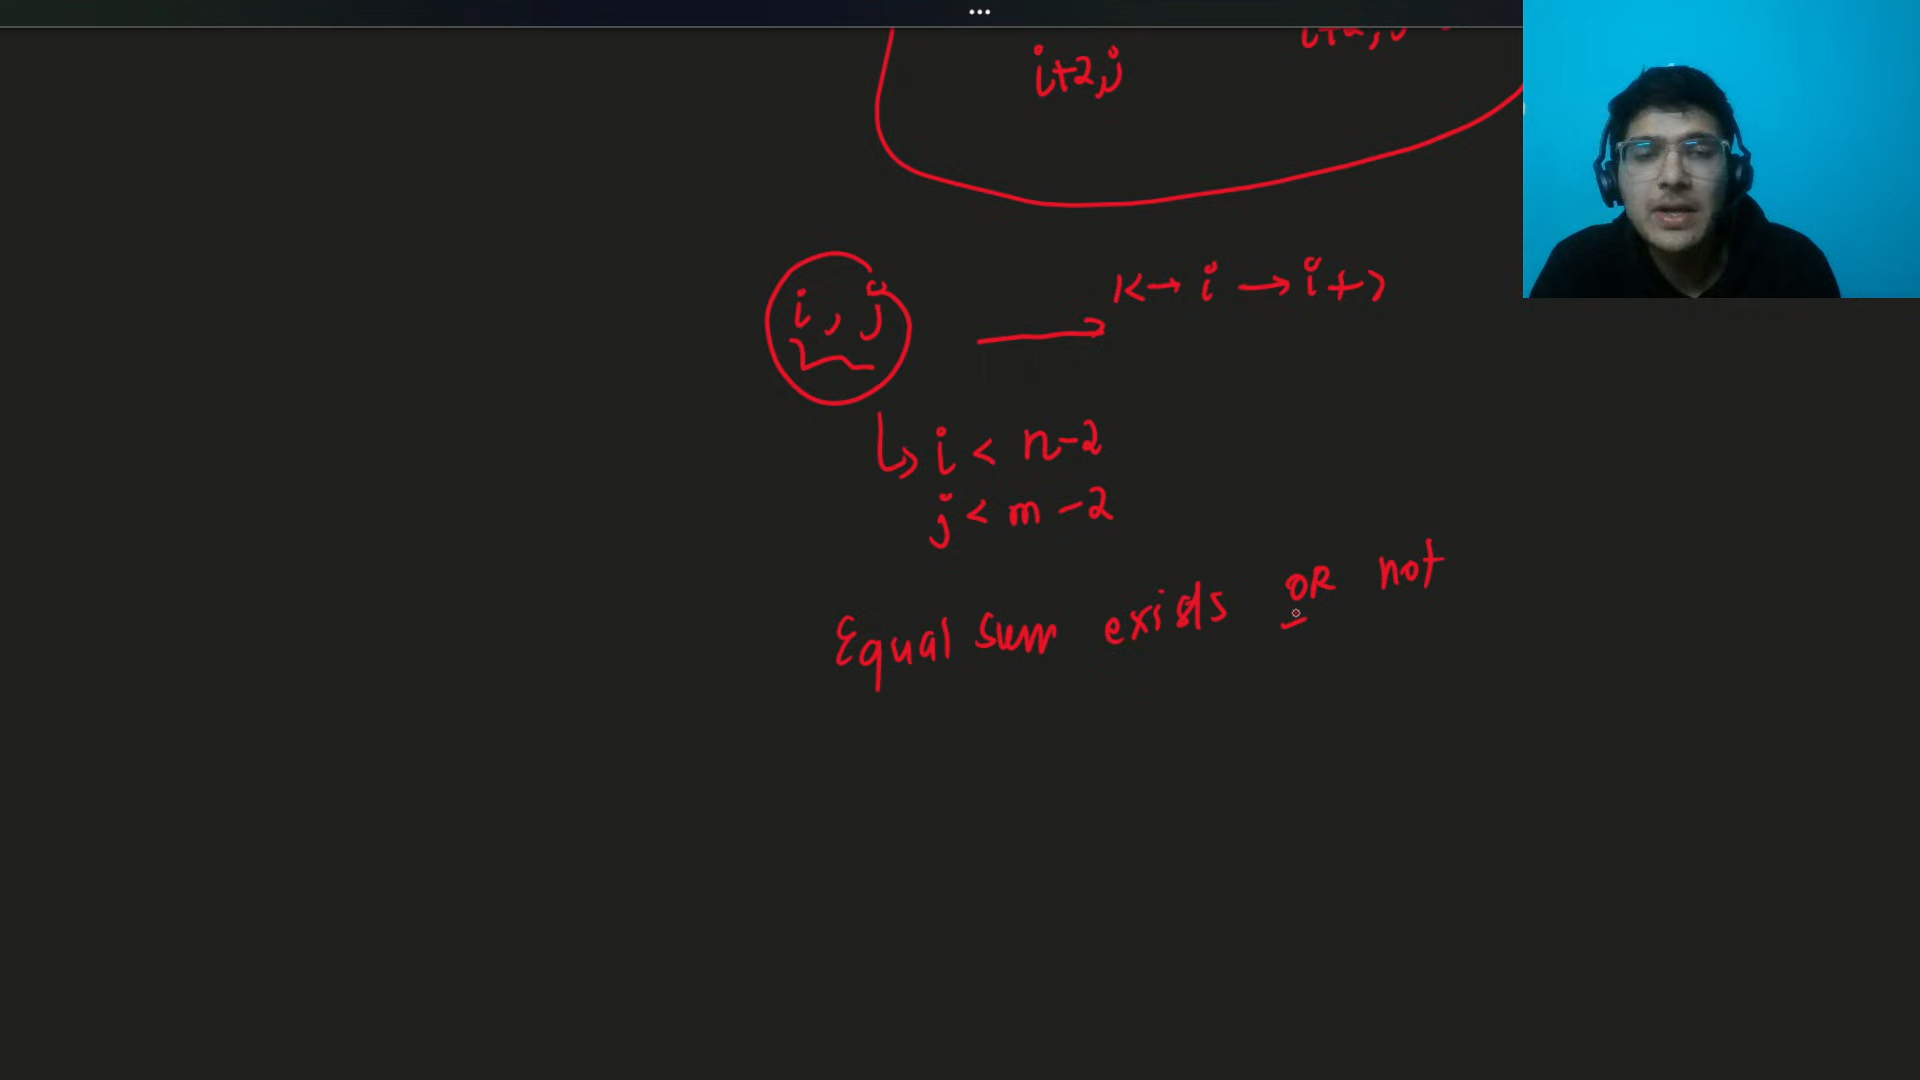 i+2,j
i, j
K→ i → i+2
↳ i < n-2
j < m-2
Equal sum exists OR not